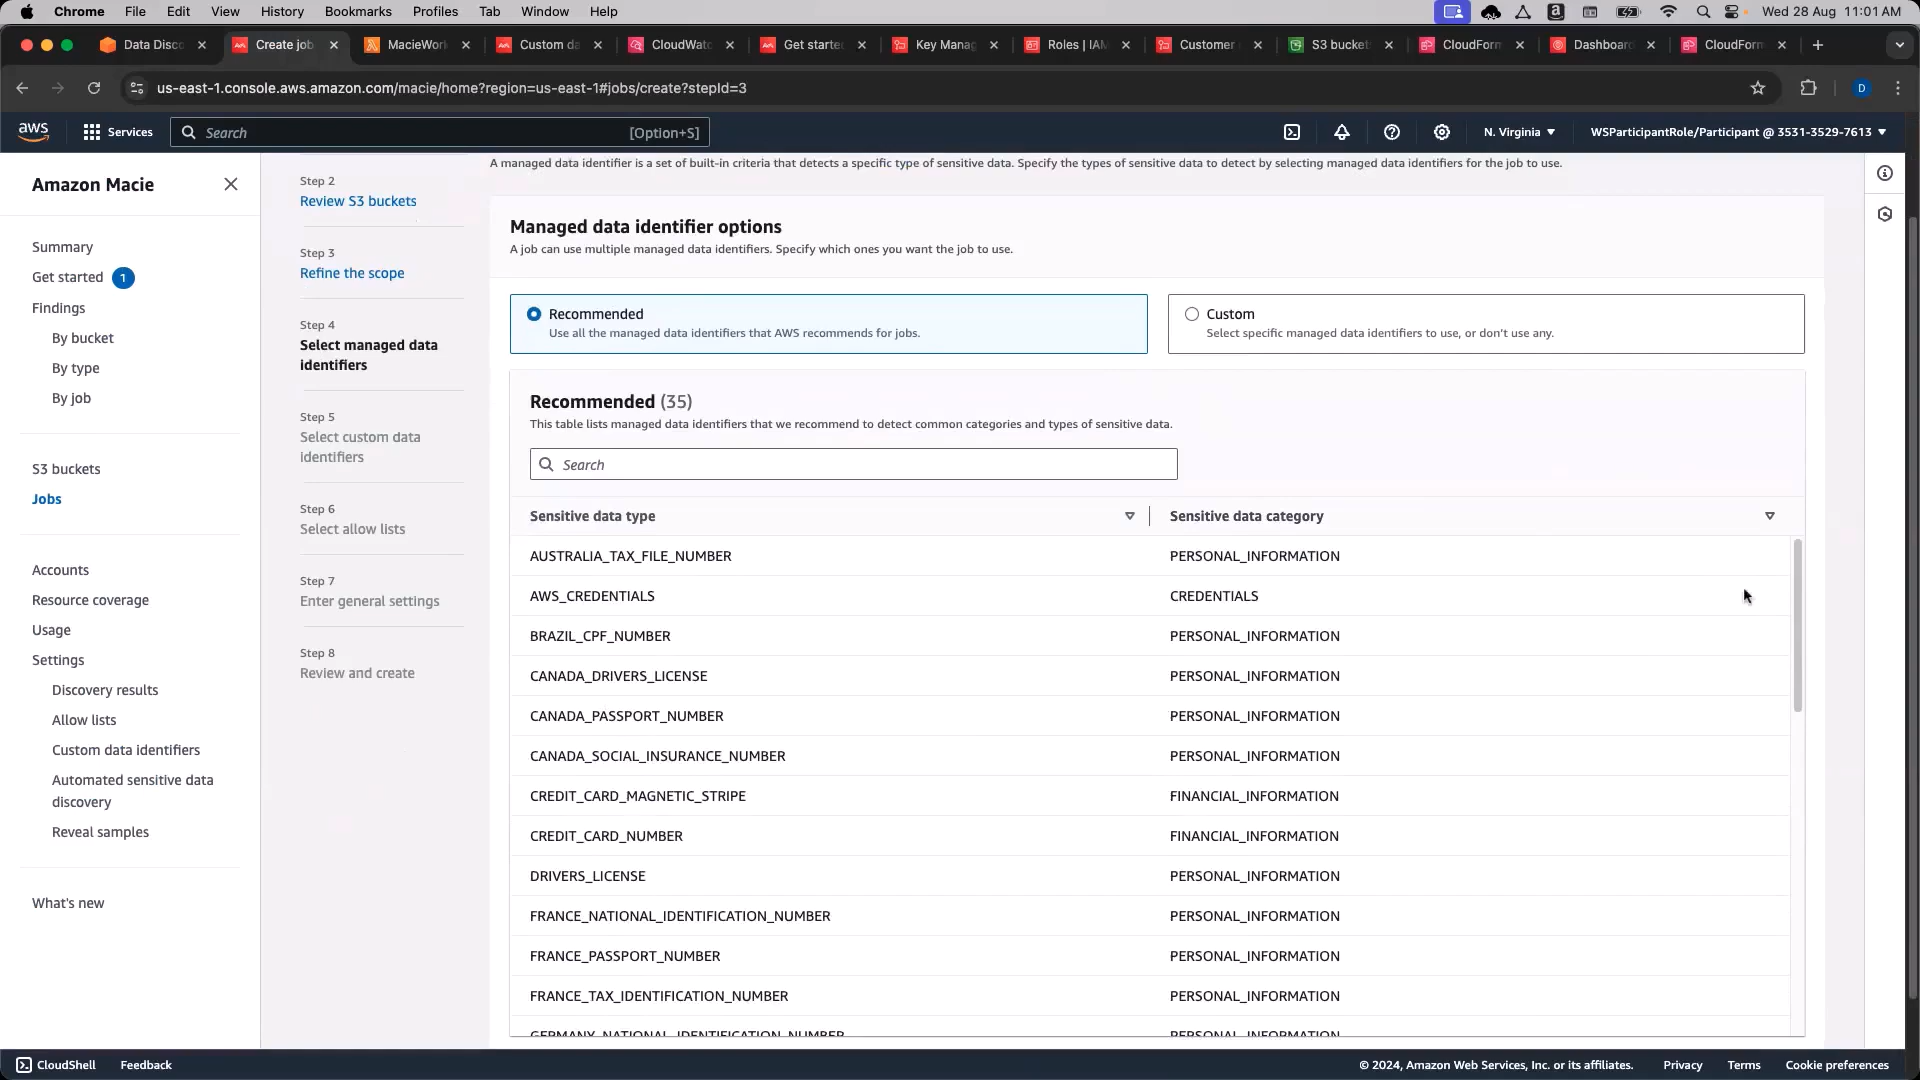 Chrome File Edit View History Bookmarks Profiles Tab Window Help Wed 28 Aug 11:01 AM
Data Disco Create job MacieWork Custom da CloudWat Get starte Key Manag Roles | IAM Customer S3 bucket CloudForm Dashboard CloudForm
us-east-1.console.aws.amazon.com/macie/home?region=us-east-1#jobs/create?stepId=3 D
aws Services Search [Option+S] N. Virginia WSParticipantRole/Participant @ 3531-3529-7613
Amazon Macie
Summary
Get started 1
Findings
By bucket
By type
By job
S3 buckets
Jobs
Accounts
Resource coverage
Usage
Settings
Discovery results
Allow lists
Custom data identifiers
Automated sensitive data
discovery
Reveal samples
What's new
Step 2
Review S3 buckets
Step 3
Refine the scope
Step 4
Select managed data
identifiers
Step 5
Select custom data
identifiers
Step 6
Select allow lists
Step 7
Enter general settings
Step 8
Review and create
A managed data identifier is a set of built-in criteria that detects a specific type of sensitive data. Specify the types of sensitive data to detect by selecting managed data identifiers for the job to use.
Managed data identifier options
A job can use multiple managed data identifiers. Specify which ones you want the job to use.
Recommended
Use all the managed data identifiers that AWS recommends for jobs.
Custom
Select specific managed data identifiers to use, or don't use any.
Recommended (35)
This table lists managed data identifiers that we recommend to detect common categories and types of sensitive data.
Search
Sensitive data type Sensitive data category
AUSTRALIA_TAX_FILE_NUMBER PERSONAL_INFORMATION
AWS_CREDENTIALS CREDENTIALS
BRAZIL_CPF_NUMBER PERSONAL_INFORMATION
CANADA_DRIVERS_LICENSE PERSONAL_INFORMATION
CANADA_PASSPORT_NUMBER PERSONAL_INFORMATION
CANADA_SOCIAL_INSURANCE_NUMBER PERSONAL_INFORMATION
CREDIT_CARD_MAGNETIC_STRIPE FINANCIAL_INFORMATION
CREDIT_CARD_NUMBER FINANCIAL_INFORMATION
DRIVERS_LICENSE PERSONAL_INFORMATION
FRANCE_NATIONAL_IDENTIFICATION_NUMBER PERSONAL_INFORMATION
FRANCE_PASSPORT_NUMBER PERSONAL_INFORMATION
FRANCE_TAX_IDENTIFICATION_NUMBER PERSONAL_INFORMATION
GERMANY_NATIONAL_IDENTIFICATION_NUMBER PERSONAL_INFORMATION
CloudShell Feedback © 2024, Amazon Web Services, Inc. or its affiliates. Privacy Terms Cookie preferences